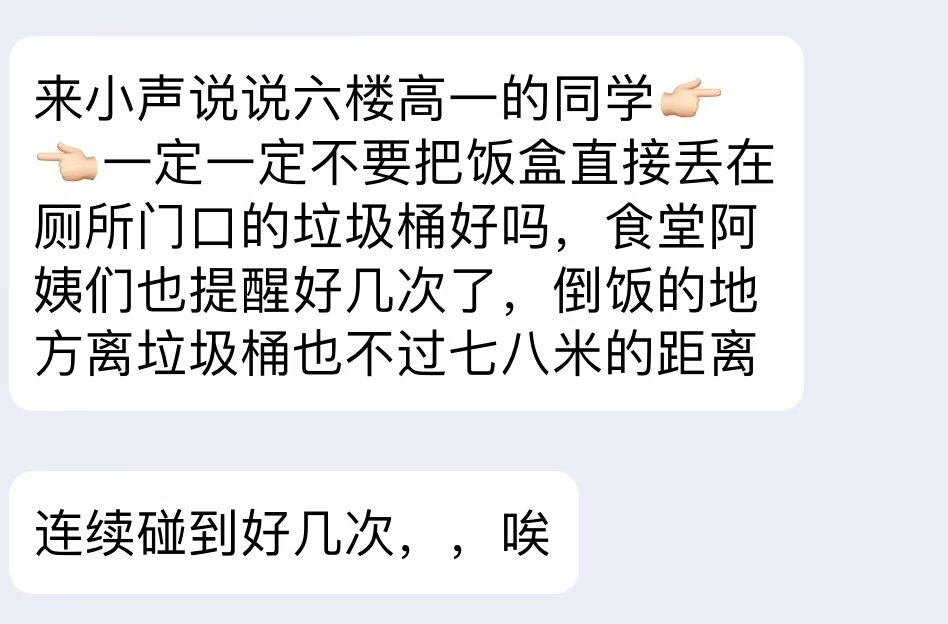 来小声说说六楼高一的同学👉🏻
👈🏻一定一定不要把饭盒直接丢在
厕所门口的垃圾桶好吗，食堂阿
姨们也提醒好几次了，倒饭的地
方离垃圾桶也不过七八米的距离
连续碰到好几次，，唉